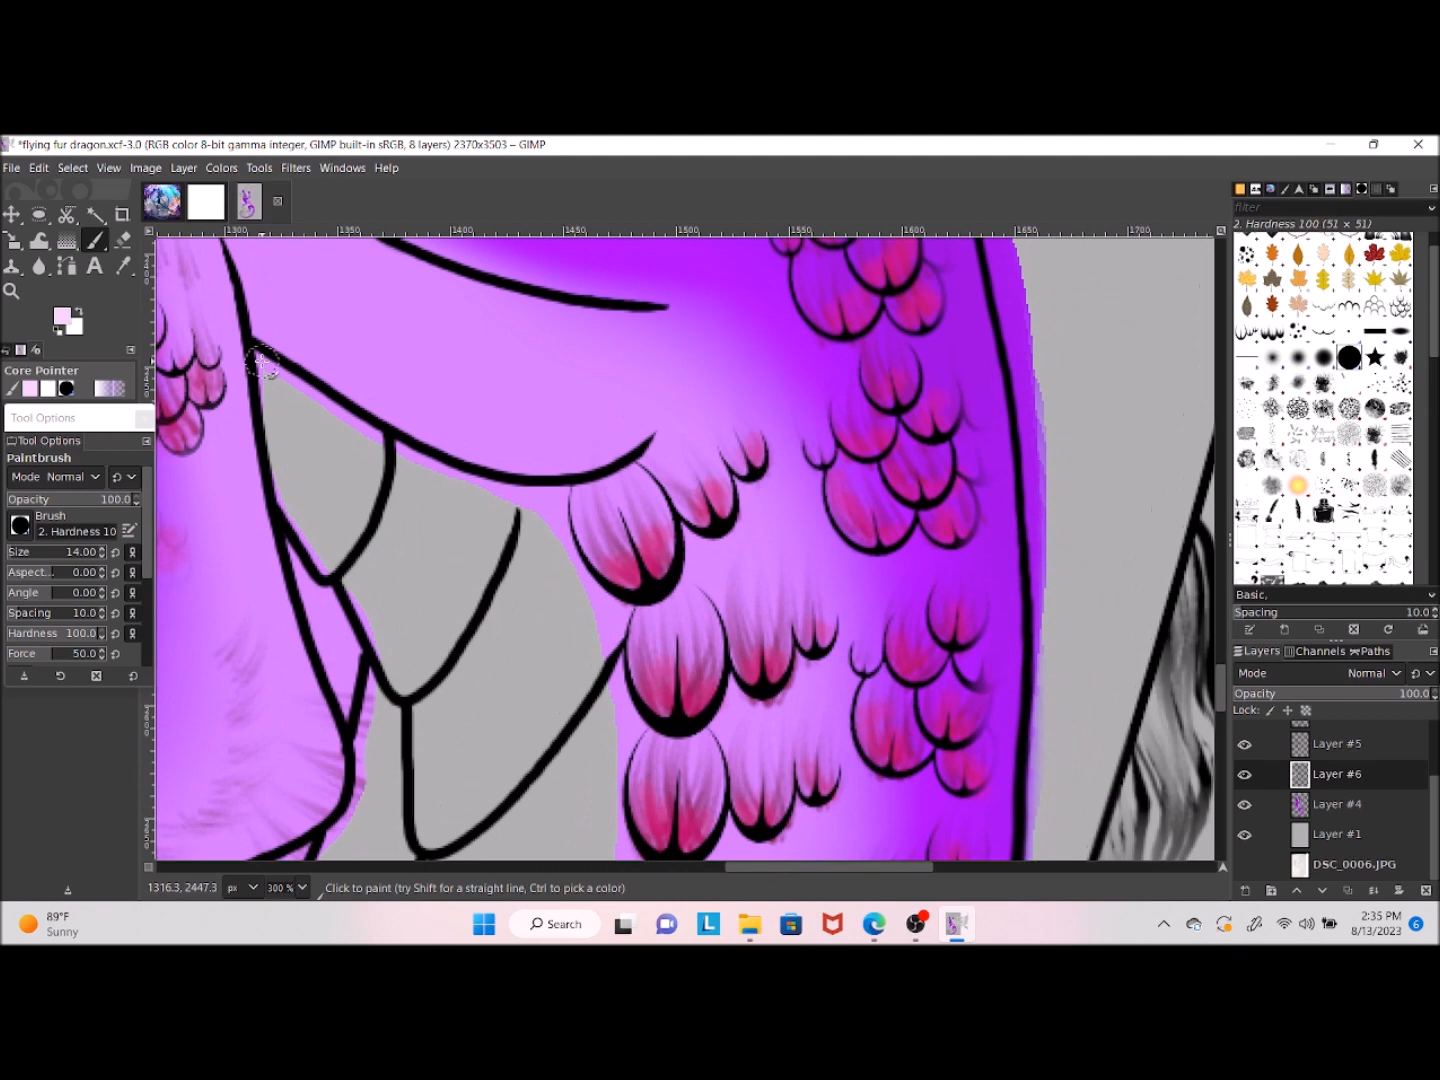 *flying fur dragon.xcf-3.0 (RGB color 8-bit gamma integer, GIMP built-in sRGB, 8 layers) 2370x3503 – GIMP
File Edit Select View Image Layer Colors Tools Filters Windows Help
filter
2. Hardness 100 (51 × 51)
1300 1350 1400 1450 1500 1550 1600 1650 1700
Core Pointer
Tool Options
Tool Options
Paintbrush
Mode Normal
Opacity 100.0
Brush
2. Hardness 10
Size 14.00
Aspect... 0.00
Angle 0.00
Spacing 10.0
Hardness 100.0
Force 50.0
Basic,
Spacing 10.0
Layers Channels Paths
Mode Normal
Opacity 100.0
Lock:
Layer #5
Layer #6
Layer #4
Layer #1
DSC_0006.JPG
1316.3, 2447.3 px 300 % Click to paint (try Shift for a straight line, Ctrl to pick a color)
89°F
Sunny
Search
L
2:35 PM
8/13/2023
6